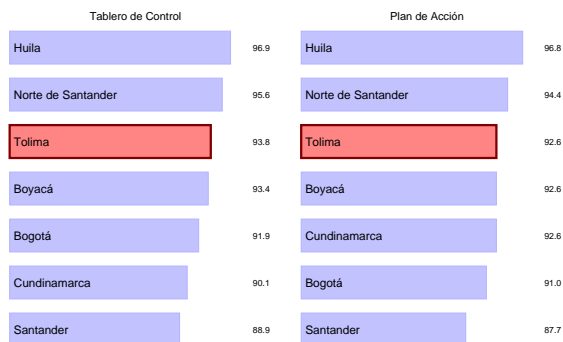 Tablero de Control
Huila 96.9
Norte de Santander 95.6
Tolima 93.8
Boyacá 93.4
Bogotá 91.9
Cundinamarca 90.1
Santander 88.9
Plan de Acción
Huila 96.8
Norte de Santander 94.4
Tolima 92.6
Boyacá 92.6
Cundinamarca 92.6
Bogotá 91.0
Santander 87.7